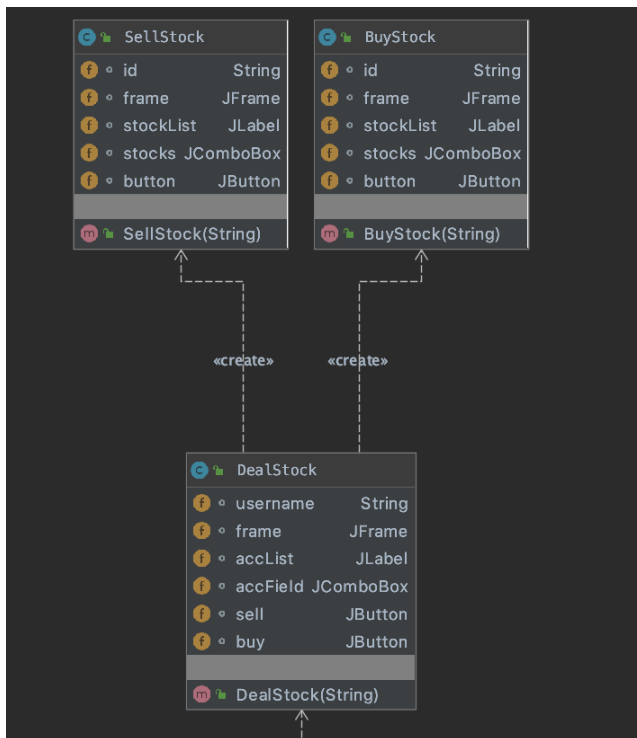 SellStock
id String
frame JFrame
stockList JLabel
stocks JComboBox
button JButton
SellStock(String)
BuyStock
id String
frame JFrame
stockList JLabel
stocks JComboBox
button JButton
BuyStock(String)
«create»
«create»
DealStock
username String
frame JFrame
accList JLabel
accField JComboBox
sell JButton
buy JButton
DealStock(String)